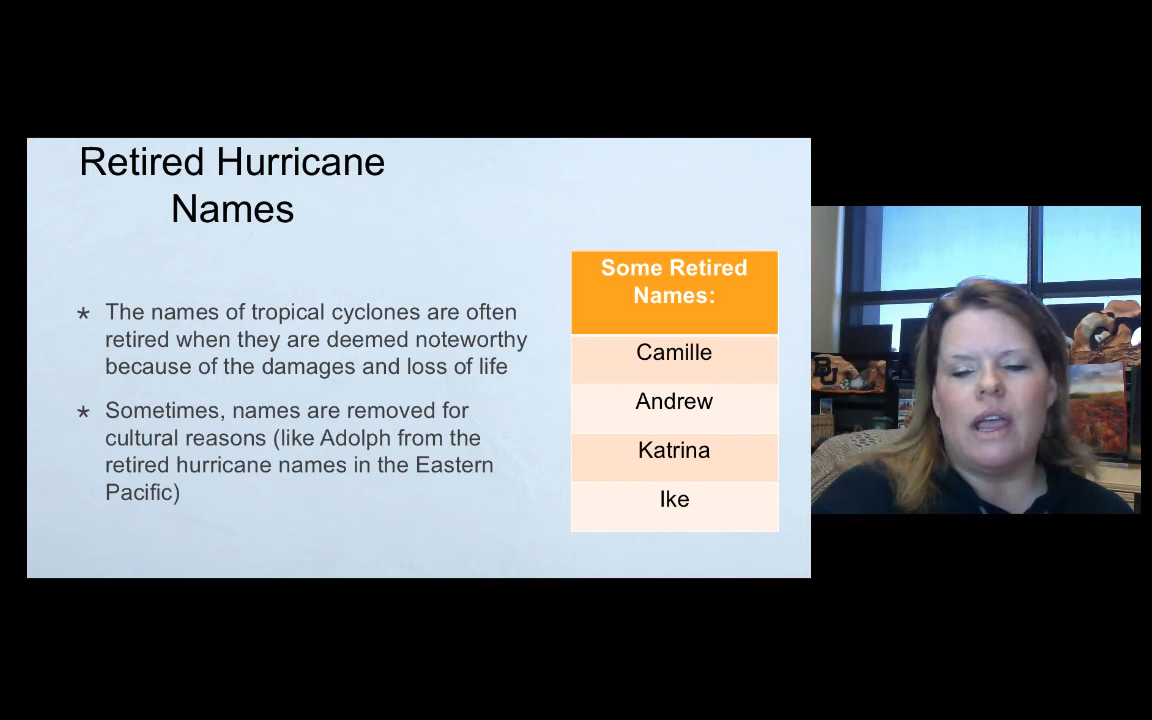 Retired Hurricane
Names
* The names of tropical cyclones are often
retired when they are deemed noteworthy
because of the damages and loss of life
* Sometimes, names are removed for
cultural reasons (like Adolph from the
retired hurricane names in the Eastern
Pacific)
Some Retired
Names:
Camille
Andrew
Katrina
Ike
BU